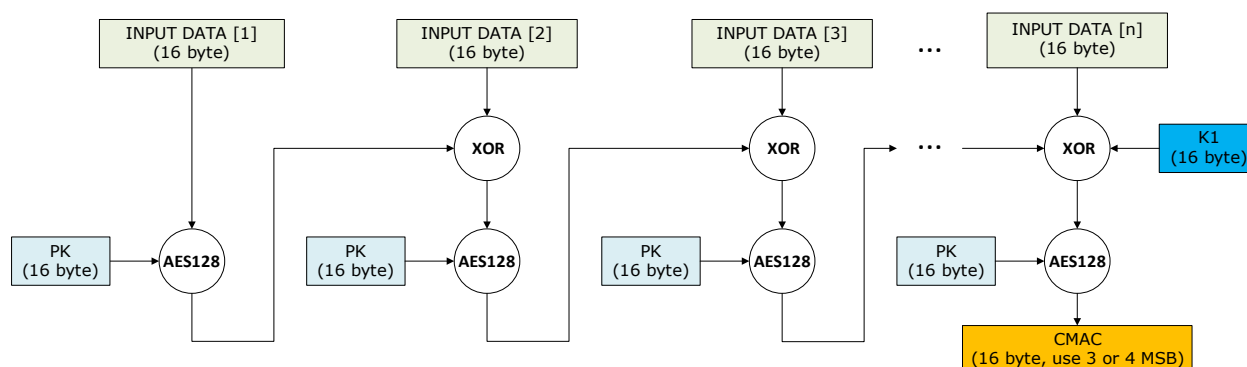 INPUT DATA [1]
(16 byte)
INPUT DATA [2]
(16 byte)
INPUT DATA [3]
(16 byte)
...
INPUT DATA [n]
(16 byte)
XOR
XOR
...
XOR
K1
(16 byte)
PK
(16 byte)
AES128
PK
(16 byte)
AES128
PK
(16 byte)
AES128
PK
(16 byte)
AES128
CMAC
(16 byte, use 3 or 4 MSB)